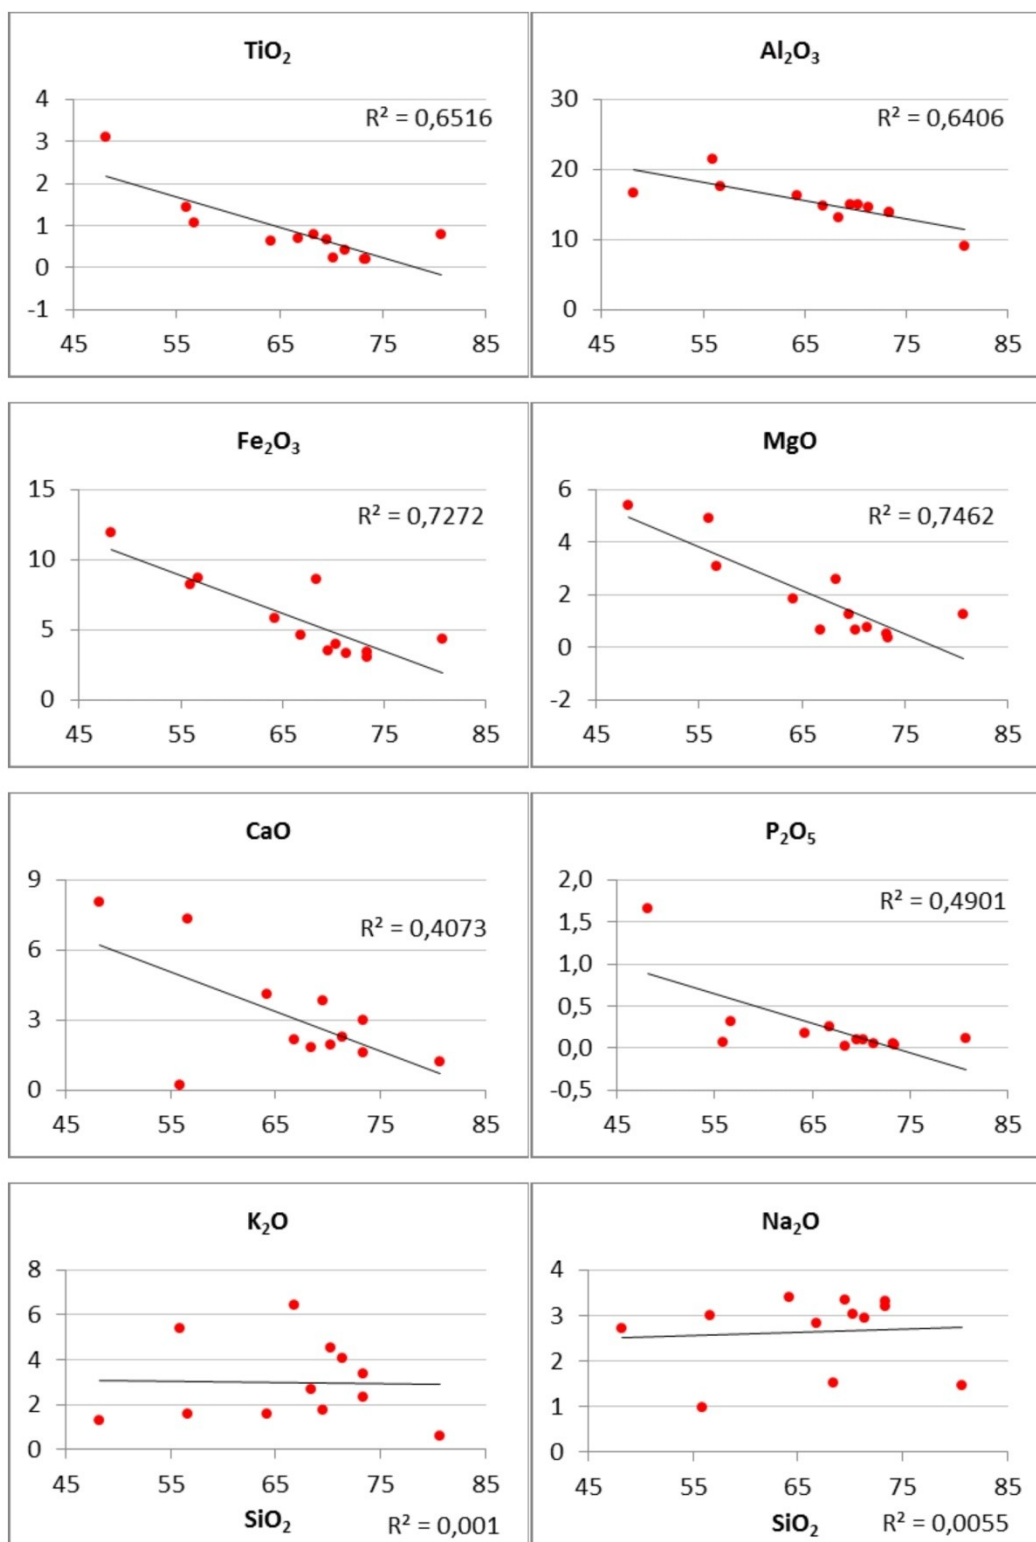 TiO₂
R² = 0,6516
4
3
2
1
0
-1
45 55 65 75 85
Al₂O₃
R² = 0,6406
30
20
10
0
45 55 65 75 85
Fe₂O₃
R² = 0,7272
15
10
5
0
45 55 65 75 85
MgO
R² = 0,7462
6
4
2
0
-2
45 55 65 75 85
CaO
R² = 0,4073
9
6
3
0
45 55 65 75 85
P₂O₅
R² = 0,4901
2,0
1,5
1,0
0,5
0,0
-0,5
45 55 65 75 85
K₂O
8
6
4
2
0
45 55 65 75 85
SiO₂
R² = 0,001
Na₂O
4
3
2
1
0
45 55 65 75 85
SiO₂
R² = 0,0055